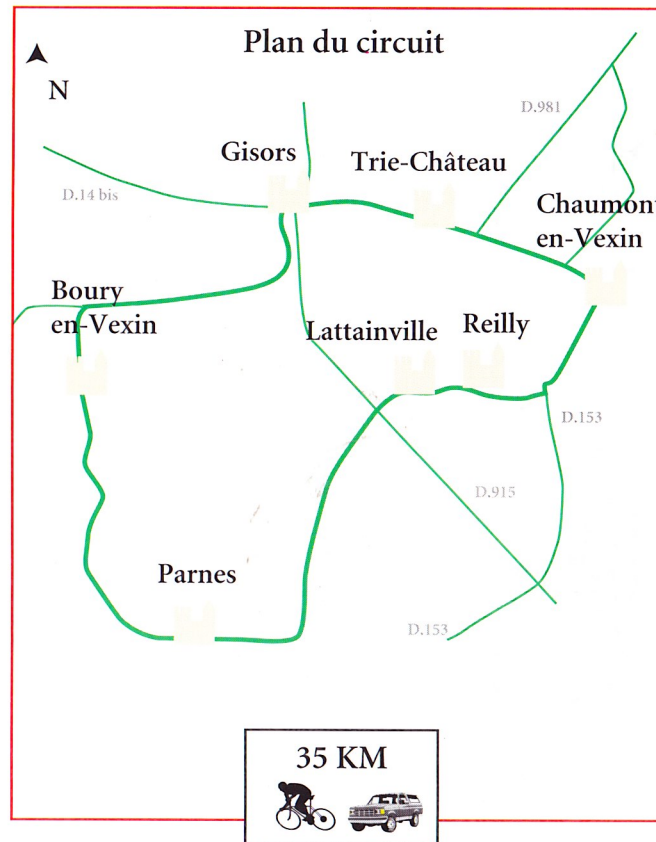 Plan du circuit
N
D.981
Gisors
Trie-Château
D.14 bis
Chaumont
en-Vexin
Boury
en-Vexin
Lattainville
Reilly
D.153
D.915
Parnes
D.153
35 KM